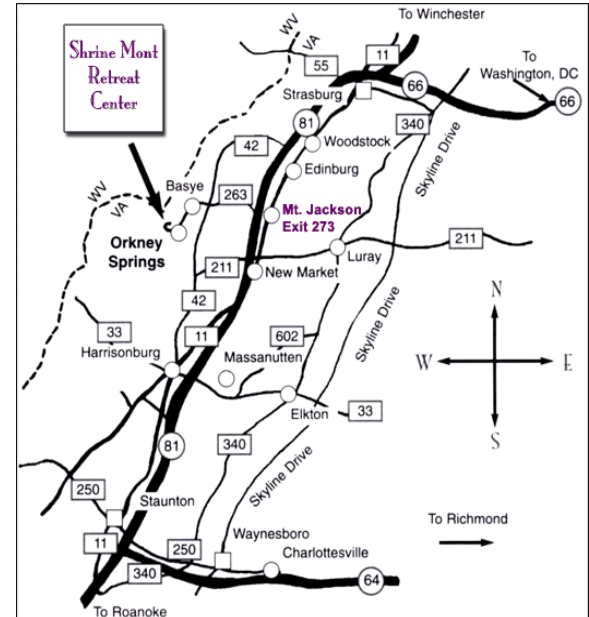 To Winchester
WV
VA
11
Shrine Mont
Retreat
Center
55
To
Washington, DC
66
66
Strasburg
340
81
Woodstock
42
Skyline Drive
Edinburg
Basye
WV
VA
263
Mt. Jackson
Exit 273
Orkney
Springs
211
Luray
211
New Market
42
N
33
11
602
Skyline Drive
Harrisonburg
Massanutten
W
E
Elkton
33
S
340
81
Skyline Drive
250
Staunton
To Richmond
Waynesboro
11
250
Charlottesville
340
64
To Roanoke